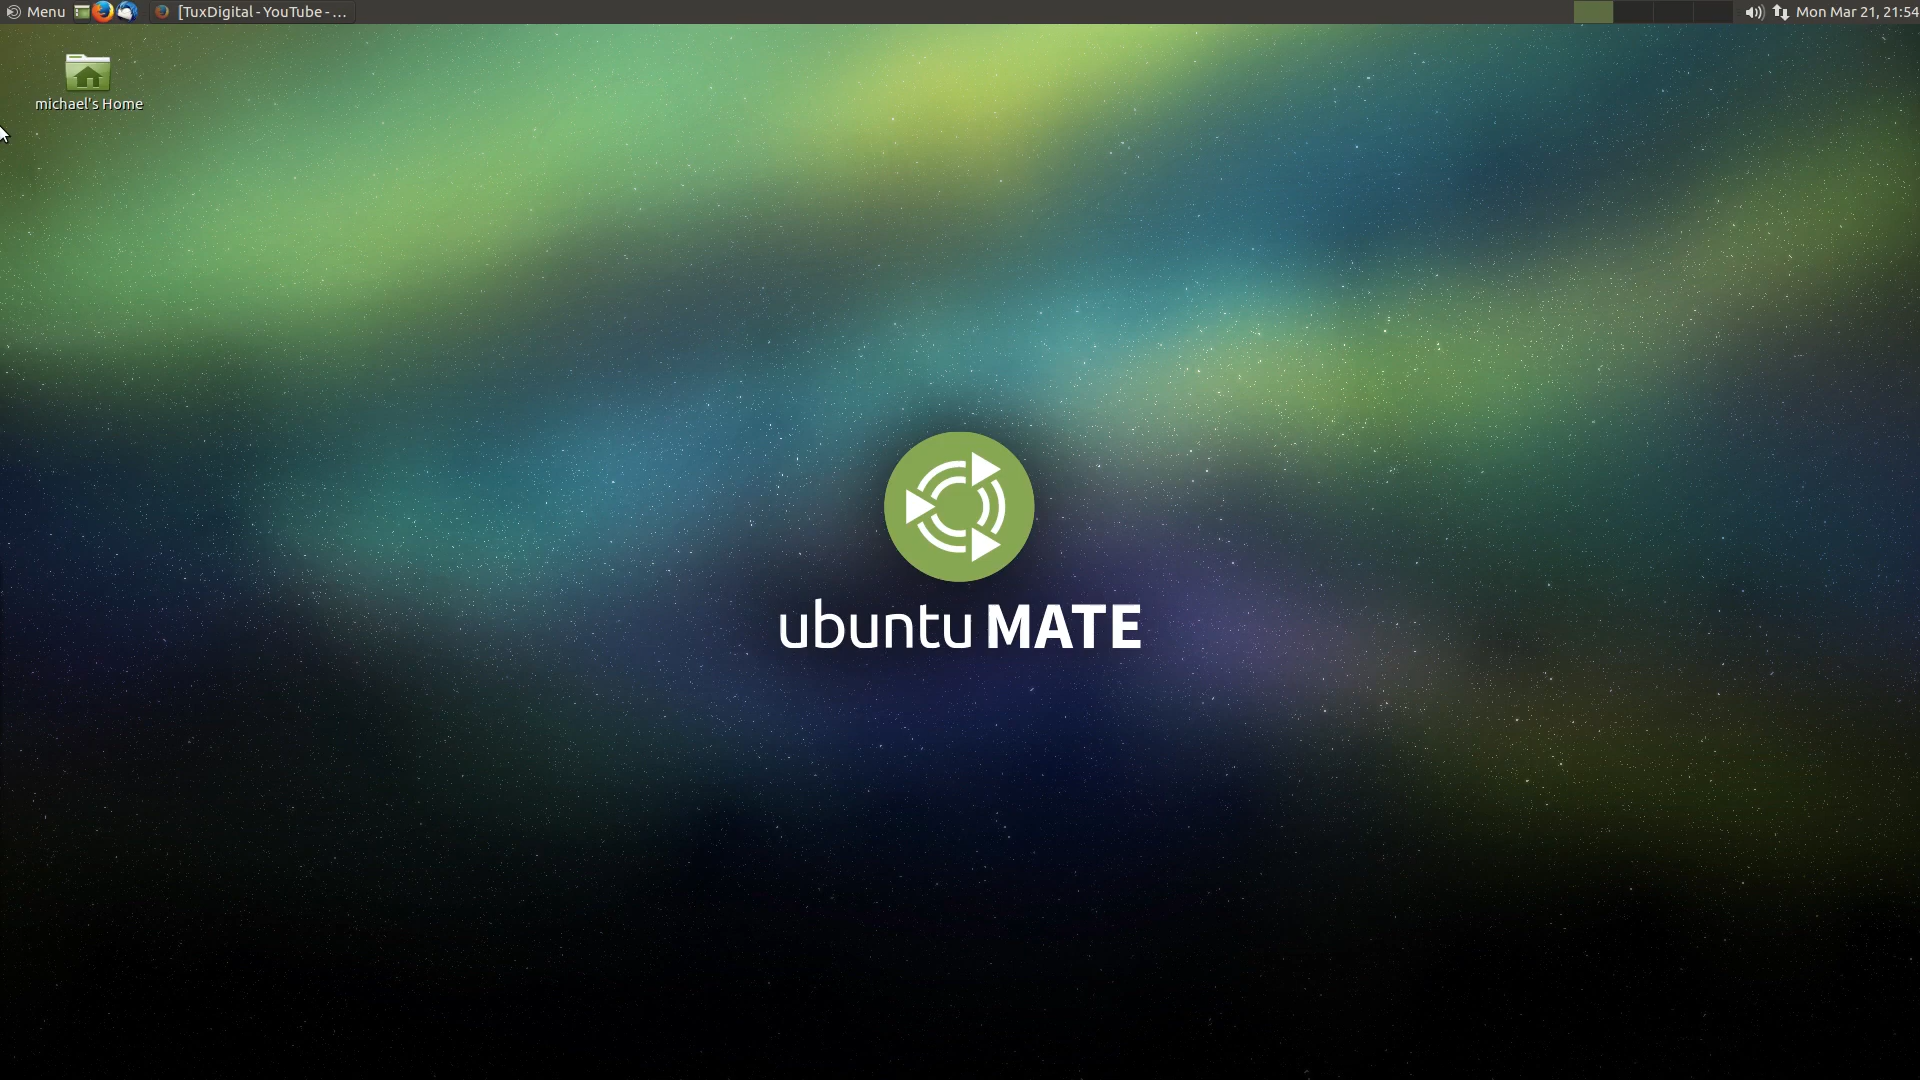 Menu
[TuxDigital - YouTube - ...
Mon Mar 21, 21:54
michael's Home
ubuntu MATE